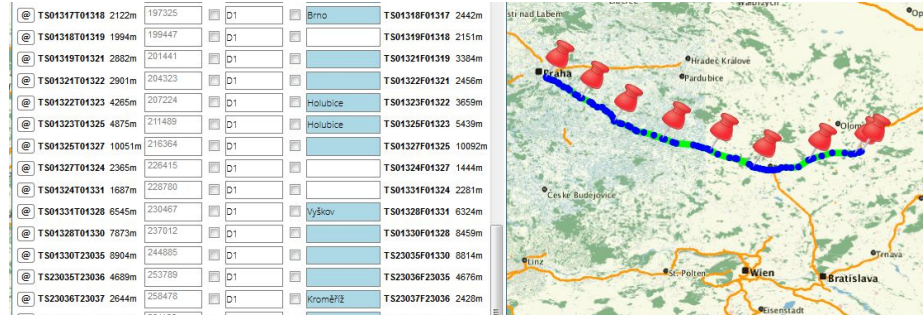 @ TS01317T01318 2122m 197325 D1 Brno TS01318F01317 2442m
@ TS01318T01319 1994m 199447 D1 TS01319F01318 2151m
@ TS01319T01321 2882m 201441 D1 TS01321F01319 3384m
@ TS01321T01322 2901m 204323 D1 TS01322F01321 2456m
@ TS01322T01323 4265m 207224 D1 Holubice TS01323F01322 3659m
@ TS01323T01325 4875m 211489 D1 Holubice TS01325F01323 5439m
@ TS01325T01327 10051m 216364 D1 TS01327F01325 10092m
@ TS01327T01324 2365m 226415 D1 TS01324F01327 1444m
@ TS01324T01331 1687m 228780 D1 TS01331F01324 2281m
@ TS01331T01328 6545m 230467 D1 Vyškov TS01328F01331 6324m
@ TS01328T01330 7873m 237012 D1 TS01330F01328 8459m
@ TS01330T23035 8904m 244885 D1 TS23035F01330 8814m
@ TS23035T23036 4689m 253789 D1 TS23036F23035 4676m
@ TS23036T23037 2644m 258478 D1 Kroměříž TS23037F23036 2428m
sti nad Labem
Hradec Králové
Praha
Pardubice
Olom
České Budějovice
Linz
St. Pölten
Wien
Trnava
Bratislava
Eisenstadt